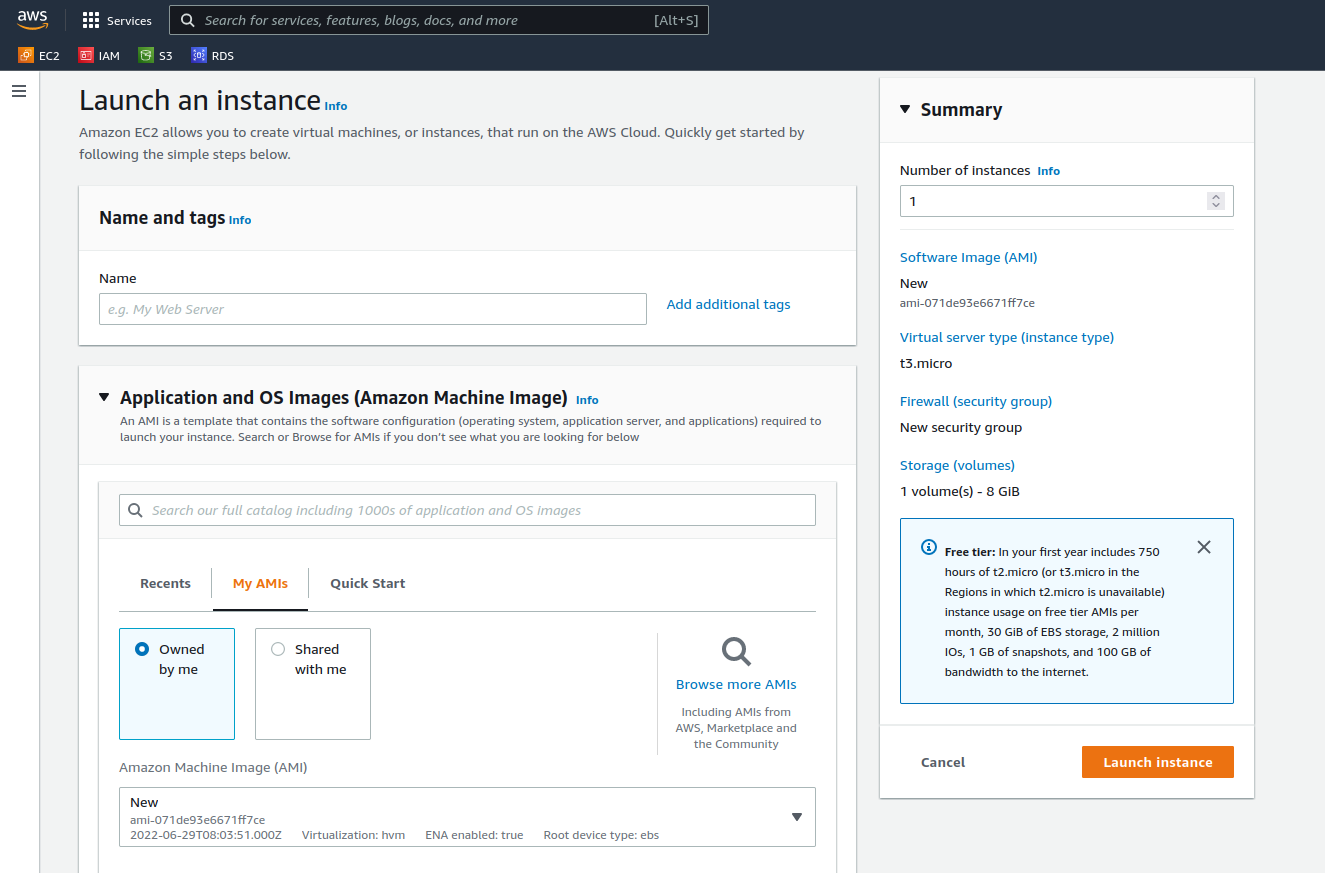 aws
Services
Search for services, features, blogs, docs, and more
[Alt+S]
EC2
IAM
S3
RDS
Launch an instance Info
Amazon EC2 allows you to create virtual machines, or instances, that run on the AWS Cloud. Quickly get started by
following the simple steps below.
Name and tags Info
Name
e.g. My Web Server
Add additional tags
Application and OS Images (Amazon Machine Image) Info
An AMI is a template that contains the software configuration (operating system, application server, and applications) required to
launch your instance. Search or Browse for AMIs if you don't see what you are looking for below
Search our full catalog including 1000s of application and OS images
Recents
My AMIs
Quick Start
Owned
by me
Shared
with me
Browse more AMIs
Including AMIs from
AWS, Marketplace and
the Community
Amazon Machine Image (AMI)
New
ami-071de93e6671ff7ce
2022-06-29T08:03:51.000Z Virtualization: hvm ENA enabled: true Root device type: ebs
Summary
Number of instances Info
1
Software Image (AMI)
New
ami-071de93e6671ff7ce
Virtual server type (instance type)
t3.micro
Firewall (security group)
New security group
Storage (volumes)
1 volume(s) - 8 GiB
Free tier: In your first year includes 750
hours of t2.micro (or t3.micro in the
Regions in which t2.micro is unavailable)
instance usage on free tier AMIs per
month, 30 GiB of EBS storage, 2 million
IOs, 1 GB of snapshots, and 100 GB of
bandwidth to the internet.
Cancel
Launch instance